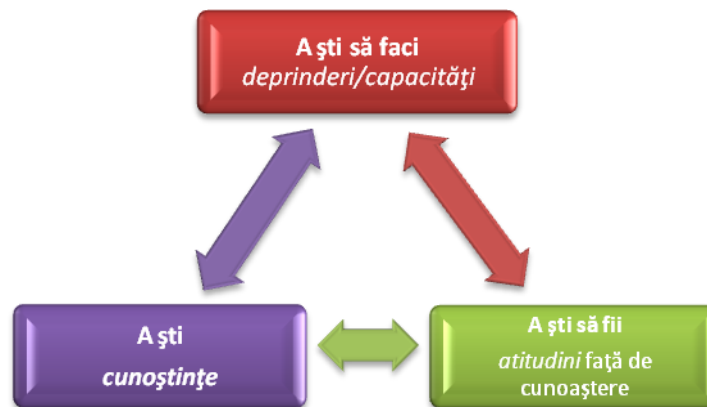 A şti să faci
deprinderi/capacităţi
A şti
cunoştinţe
A şti să fii
atitudini faţă de
cunoaştere